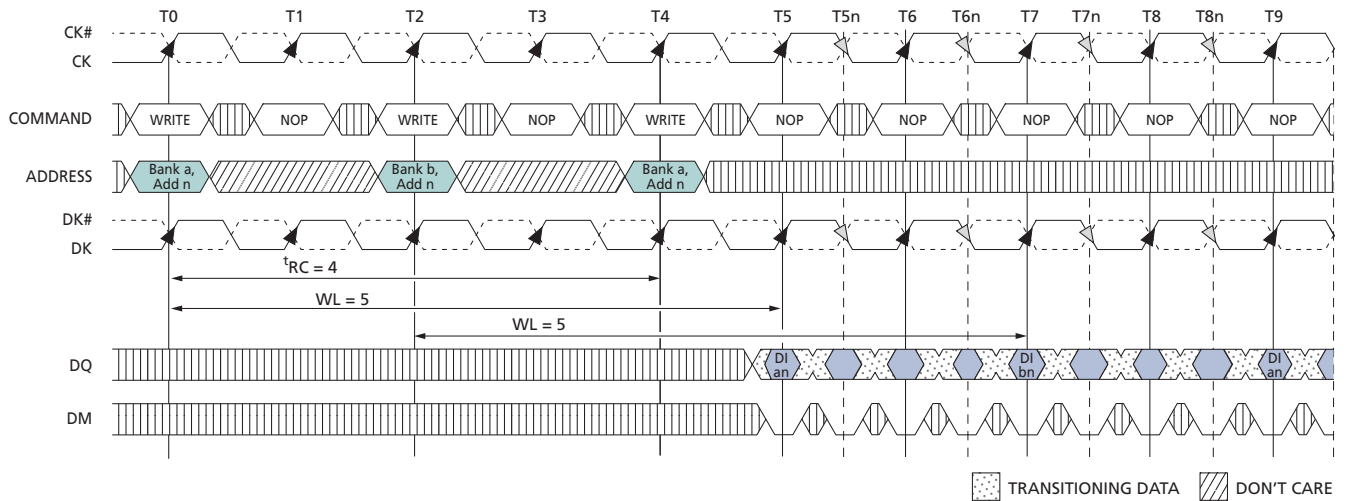 T0 T1 T2 T3 T4 T5 T5n T6 T6n T7 T7n T8 T8n T9
CK#
CK
COMMAND WRITE NOP WRITE NOP WRITE NOP NOP NOP NOP NOP
ADDRESS Bank a, Add n Bank b, Add n Bank a, Add n
DK#
DK
tRC = 4
WL = 5
WL = 5
DQ DI an DI bn DI an
DM
TRANSITIONING DATA DON'T CARE